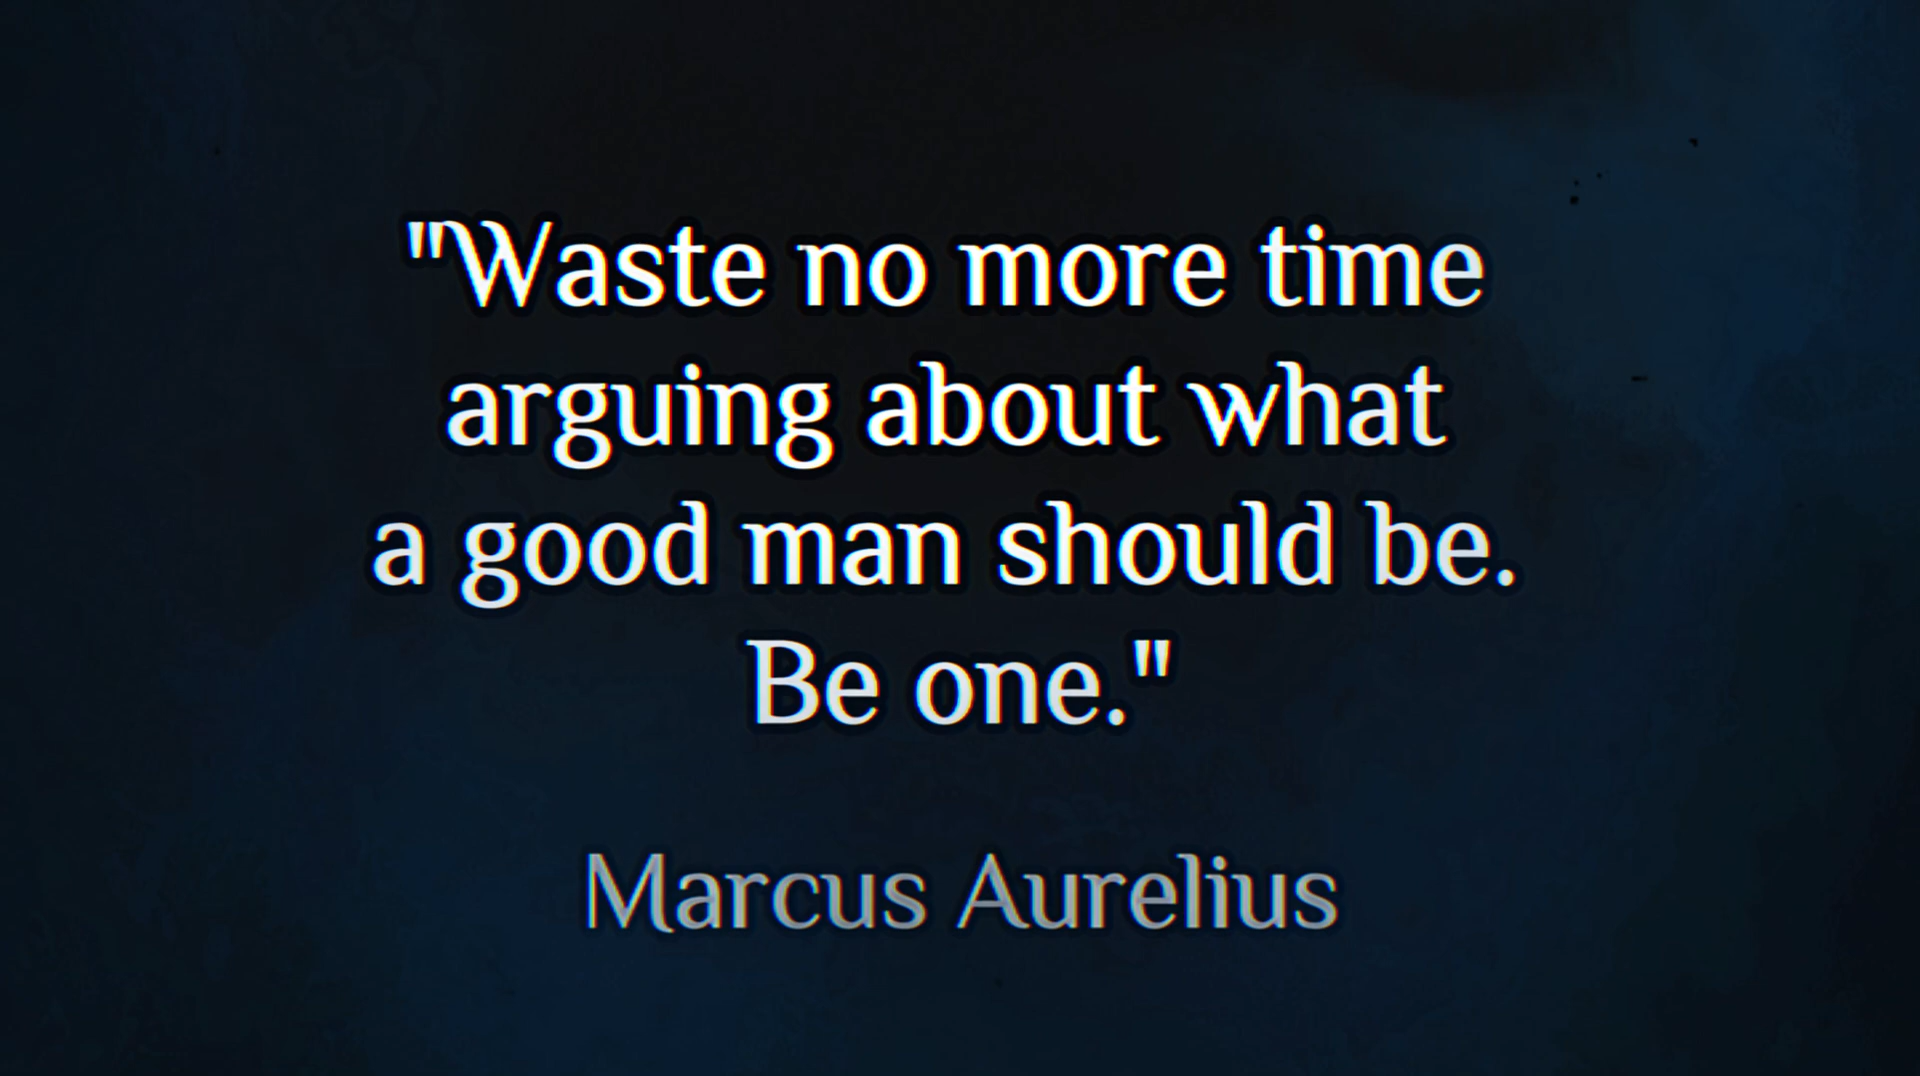 "Waste no more time
arguing about what
a good man should be.
Be one."
Marcus Aurelius